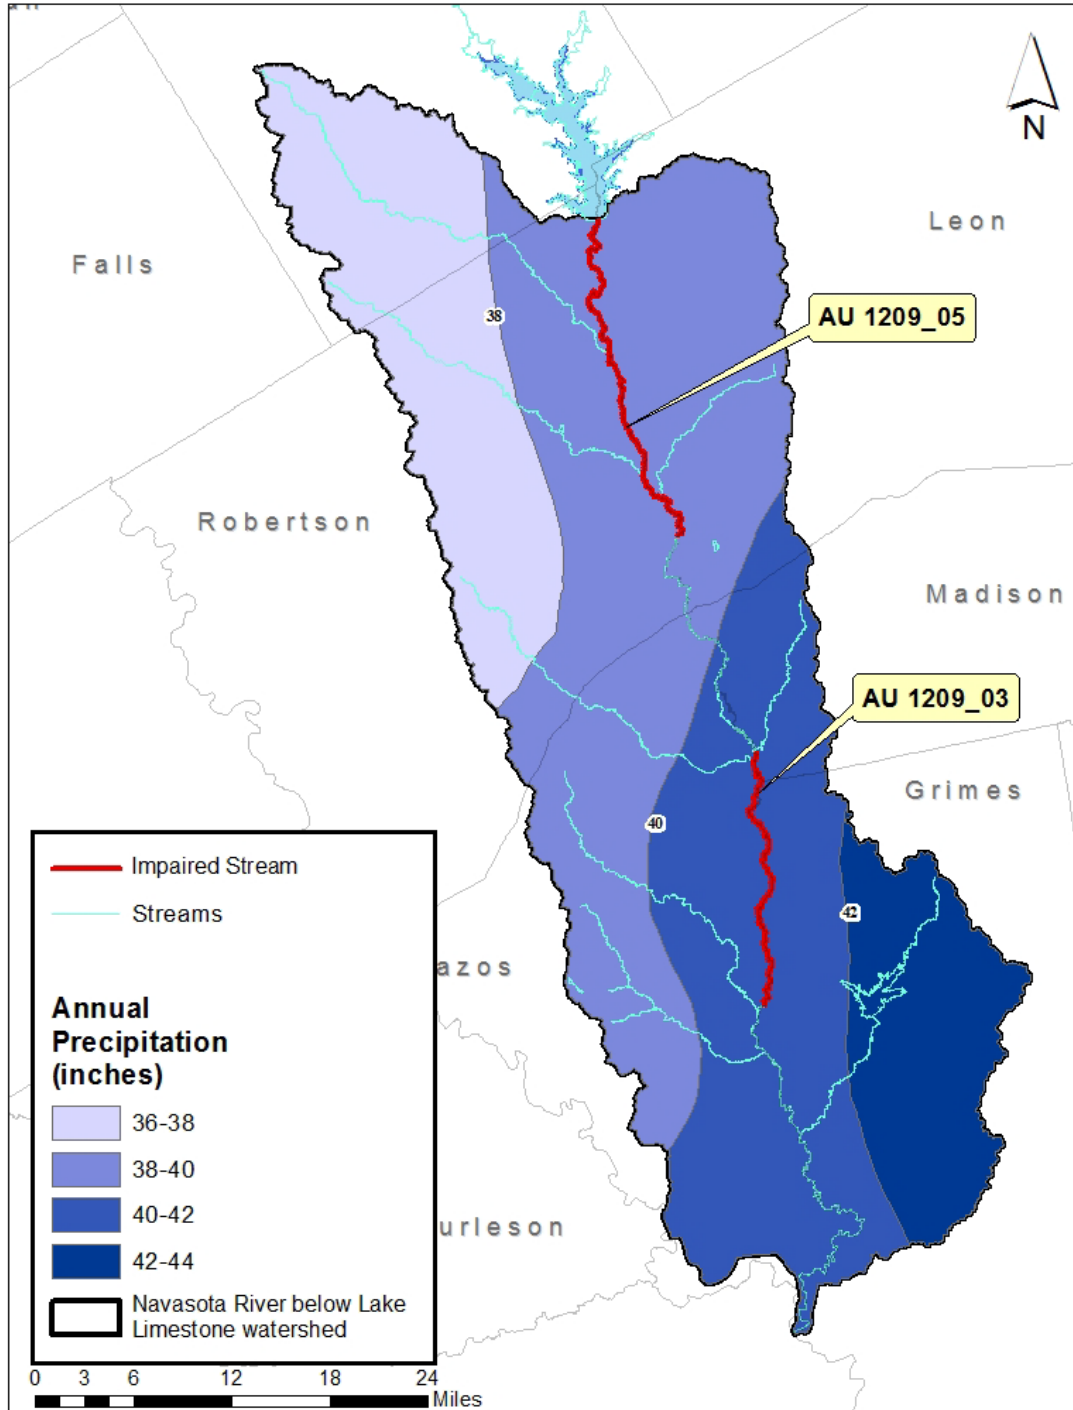 N
Leon
Falls
38
AU 1209_05
Robertson
Madison
AU 1209_03
Grimes
40
42
azos
urleson
Impaired Stream
Streams
Annual
Precipitation
(inches)
36-38
38-40
40-42
42-44
Navasota River below Lake
Limestone watershed
0 3 6 12 18 24
Miles